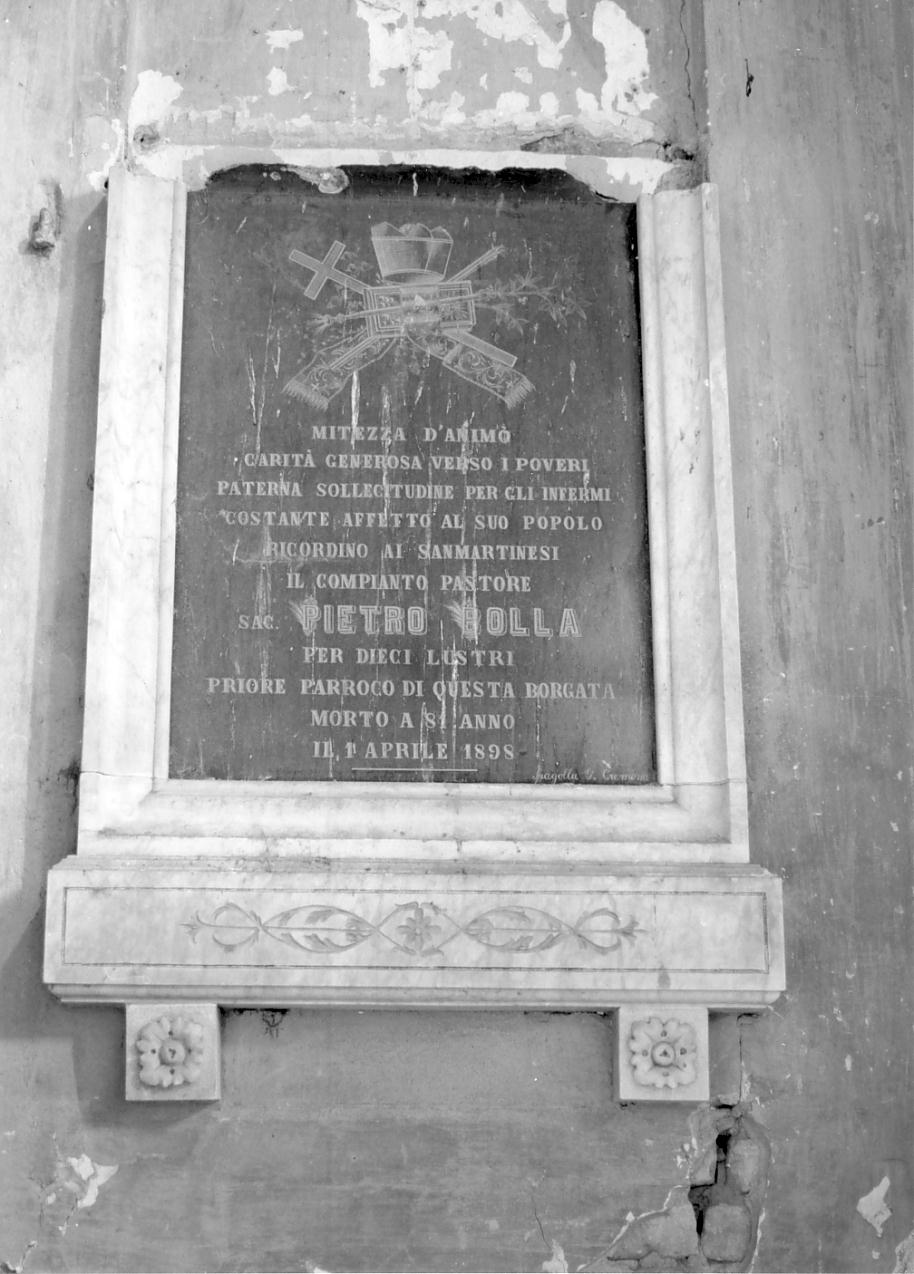 MITEZZA D'ANIMO
CARITÀ GENEROSA VERSO I POVERI
PATERNA SOLLECITUDINE PER GLI INFERMI
COSTANTE AFFETTO AL SUO POPOLO
RICORDINO AI SANMARTINESI
IL COMPIANTO PASTORE
SAC. PIETRO BOLLA
PER DIECI LUSTRI
PRIORE PARROCO DI QUESTA BORGATA
MORTO A ANNO
IL 1 APRILE 1898